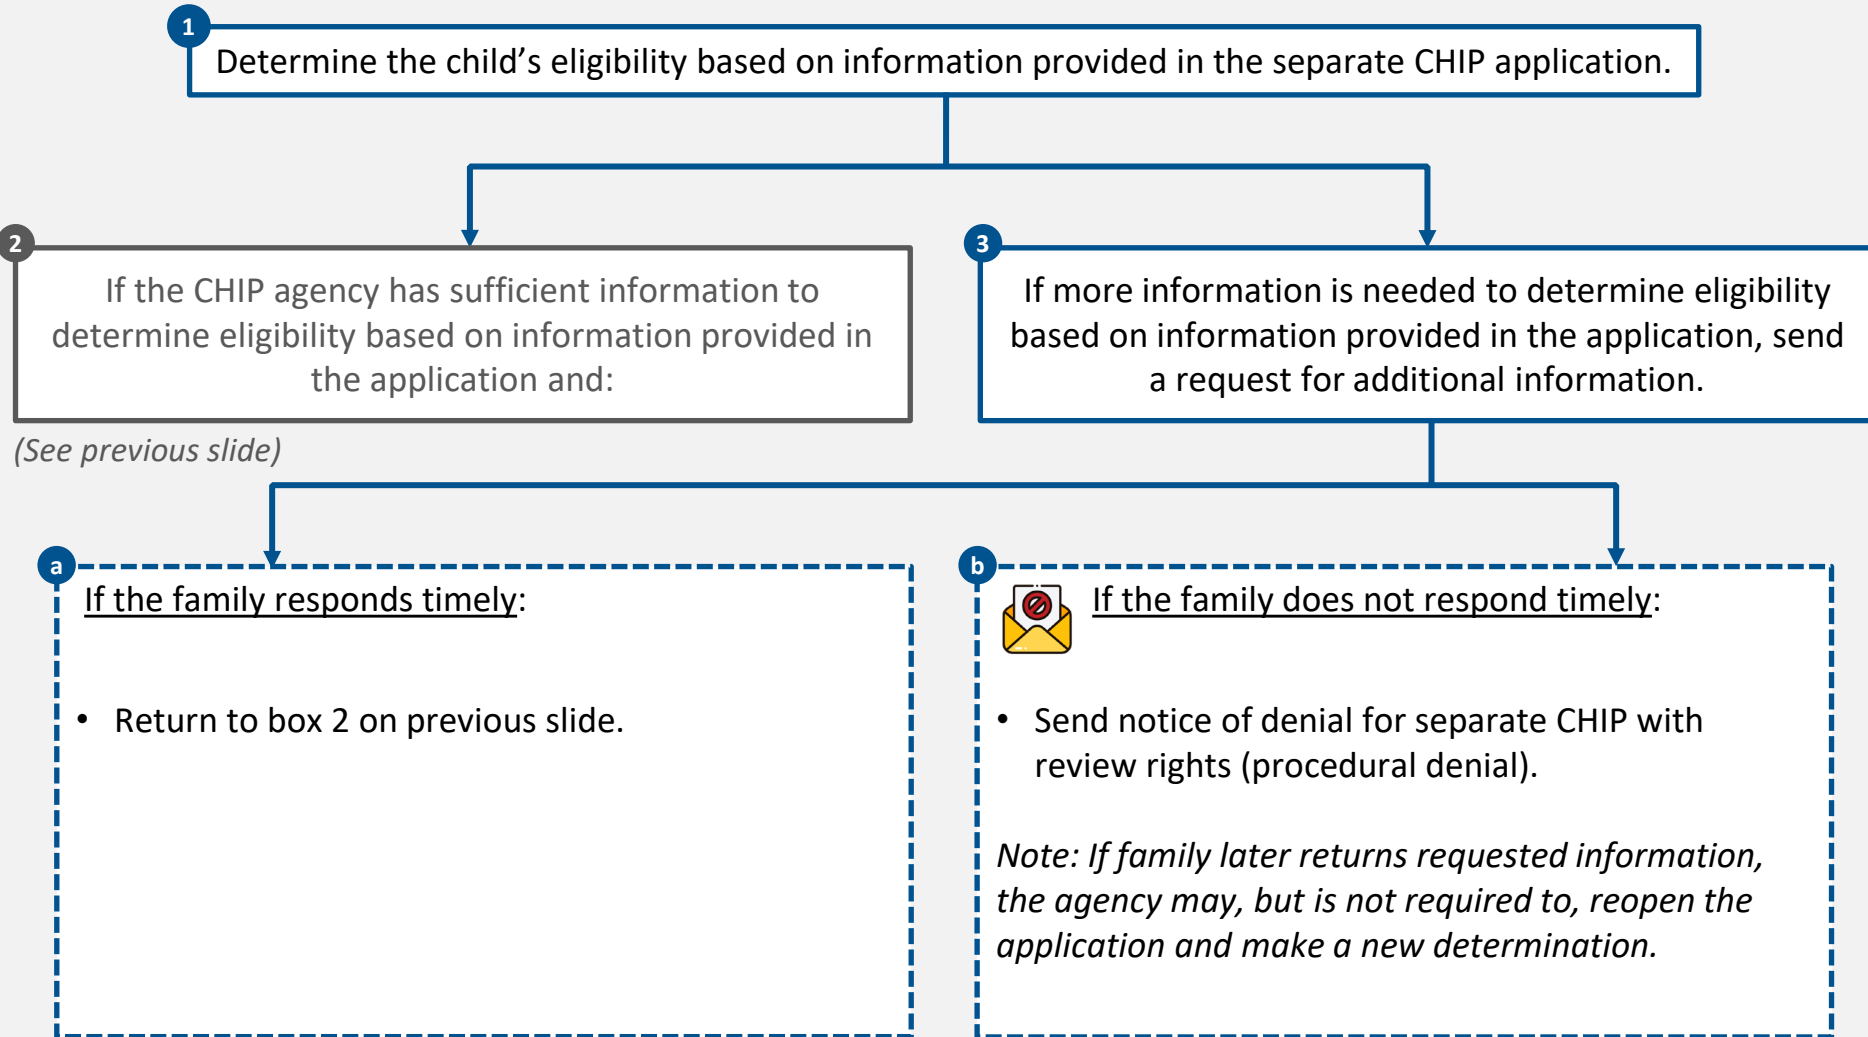 1
Determine the child’s eligibility based on information provided in the separate CHIP application.
2
If the CHIP agency has sufficient information to
determine eligibility based on information provided in
the application and:
(See previous slide)
3
If more information is needed to determine eligibility
based on information provided in the application, send
a request for additional information.
a
If the family responds timely:
• Return to box 2 on previous slide.
b
If the family does not respond timely:
• Send notice of denial for separate CHIP with
review rights (procedural denial).
Note: If family later returns requested information,
the agency may, but is not required to, reopen the
application and make a new determination.